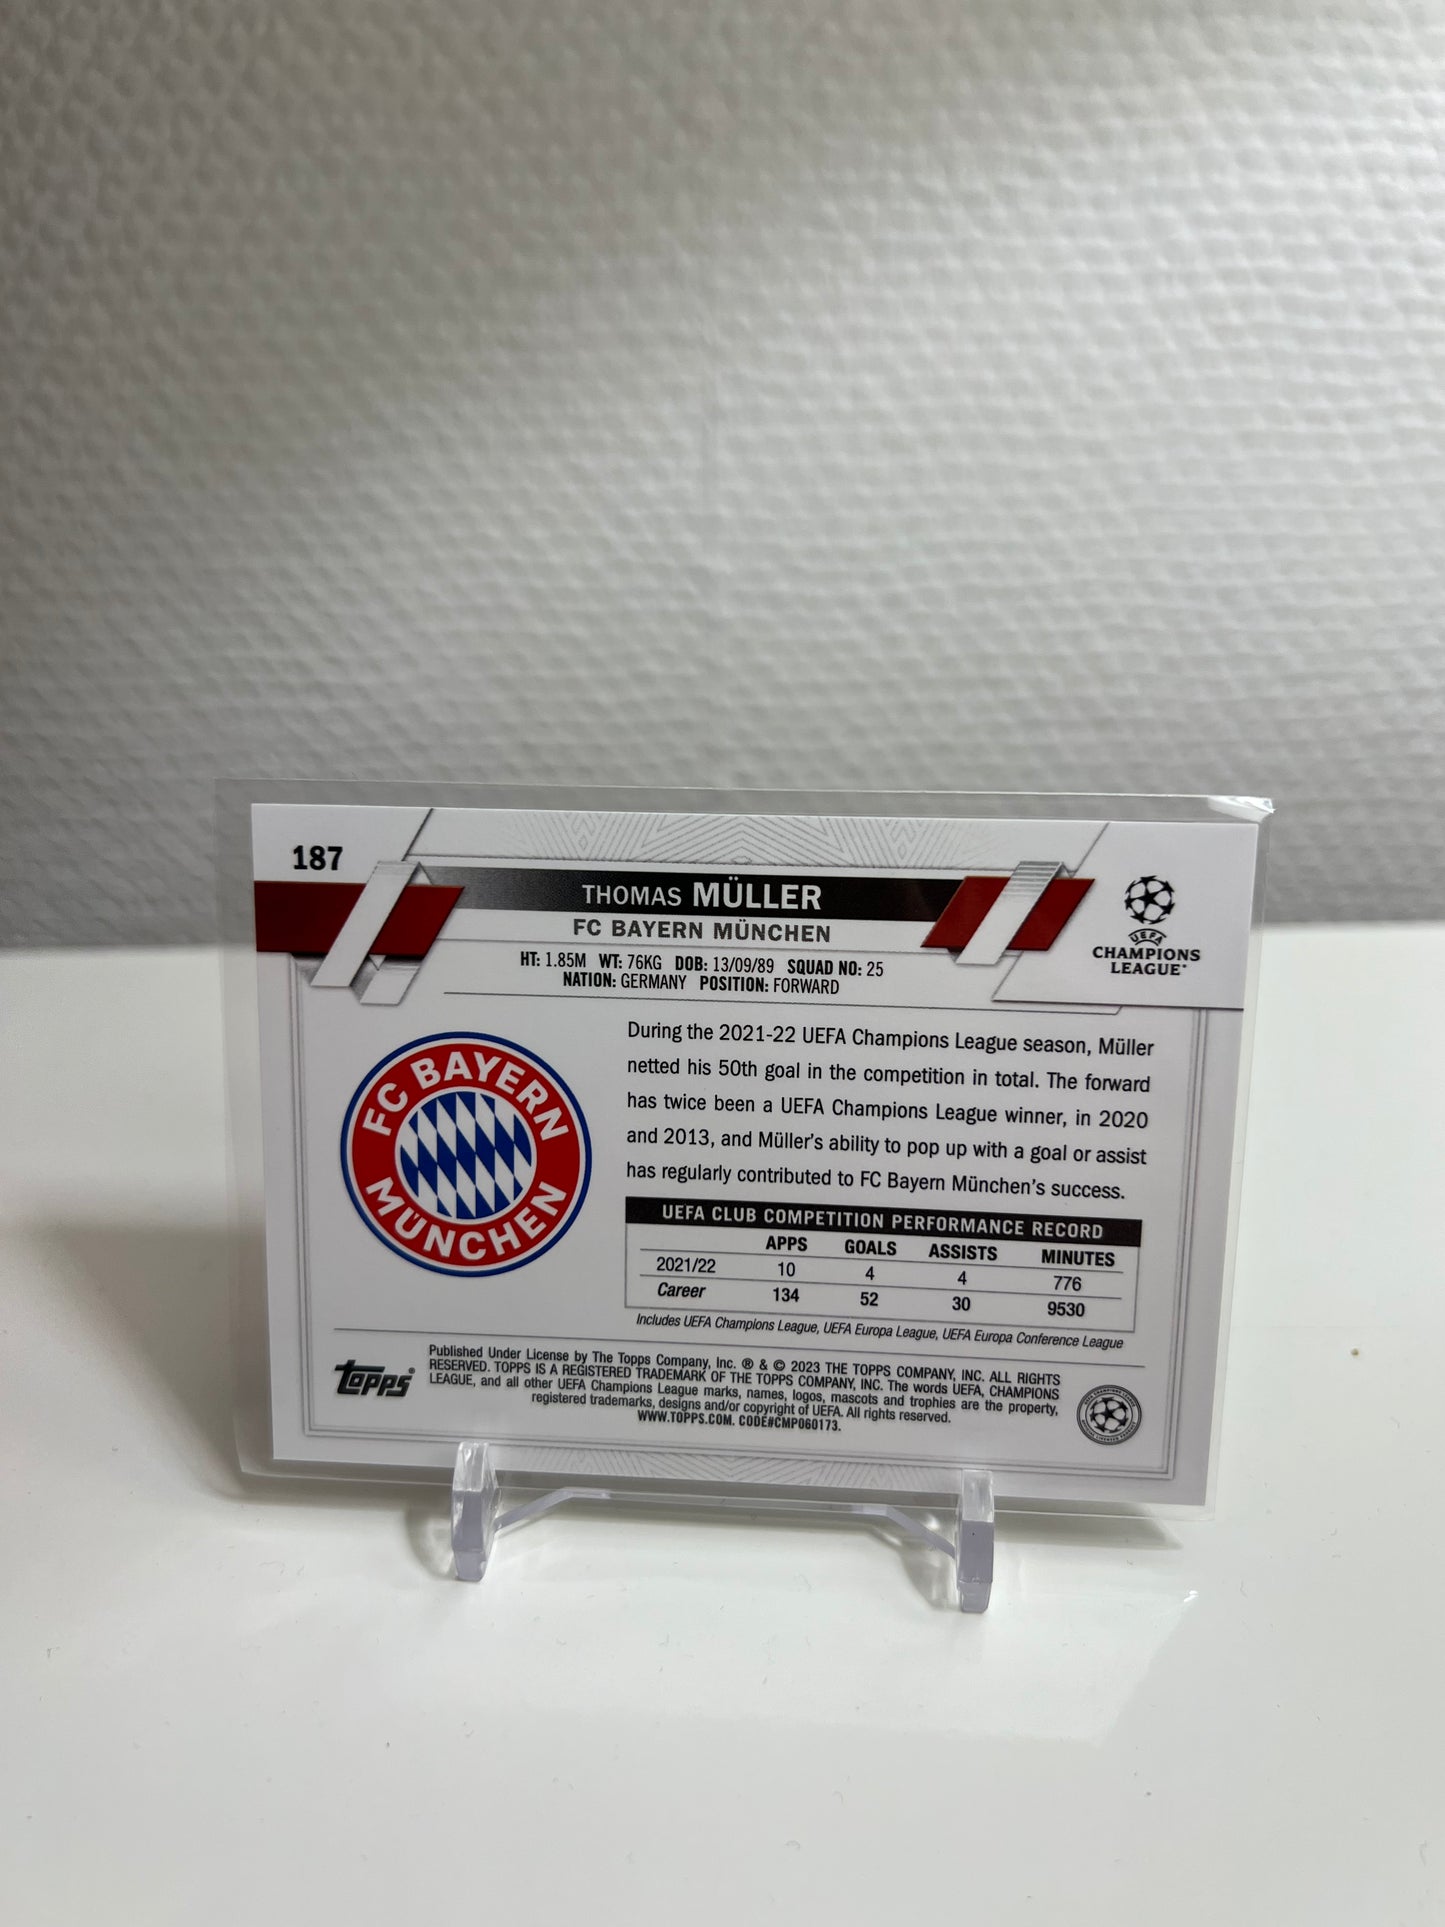 187
THOMAS MÜLLER
FC BAYERN MÜNCHEN
UEFA
CHAMPIONS
LEAGUE
HT: 1.85M WT: 76KG DOB: 13/09/89 SQUAD NO: 25
NATION: GERMANY POSITION: FORWARD
FC BAYERN
MÜNCHEN
During the 2021-22 UEFA Champions League season, Müller
netted his 50th goal in the competition in total. The forward
has twice been a UEFA Champions League winner, in 2020
and 2013, and Müller's ability to pop up with a goal or assist
has regularly contributed to FC Bayern München's success.
UEFA CLUB COMPETITION PERFORMANCE RECORD
APPS GOALS ASSISTS MINUTES
2021/22 10 4 4 776
Career 134 52 30 9530
Includes UEFA Champions League, UEFA Europa League, UEFA Europa Conference League
Topps®
Published Under License by The Topps Company, Inc. ® & © 2023 THE TOPPS COMPANY, INC. ALL RIGHTS
RESERVED. TOPPS IS A REGISTERED TRADEMARK OF THE TOPPS COMPANY, INC. The words UEFA, CHAMPIONS
LEAGUE, and all other UEFA Champions League marks, names, logos, mascots and trophies are the property,
registered trademarks, designs and/or copyright of UEFA. All rights reserved.
WWW.TOPPS.COM. CODE#CMP060173.